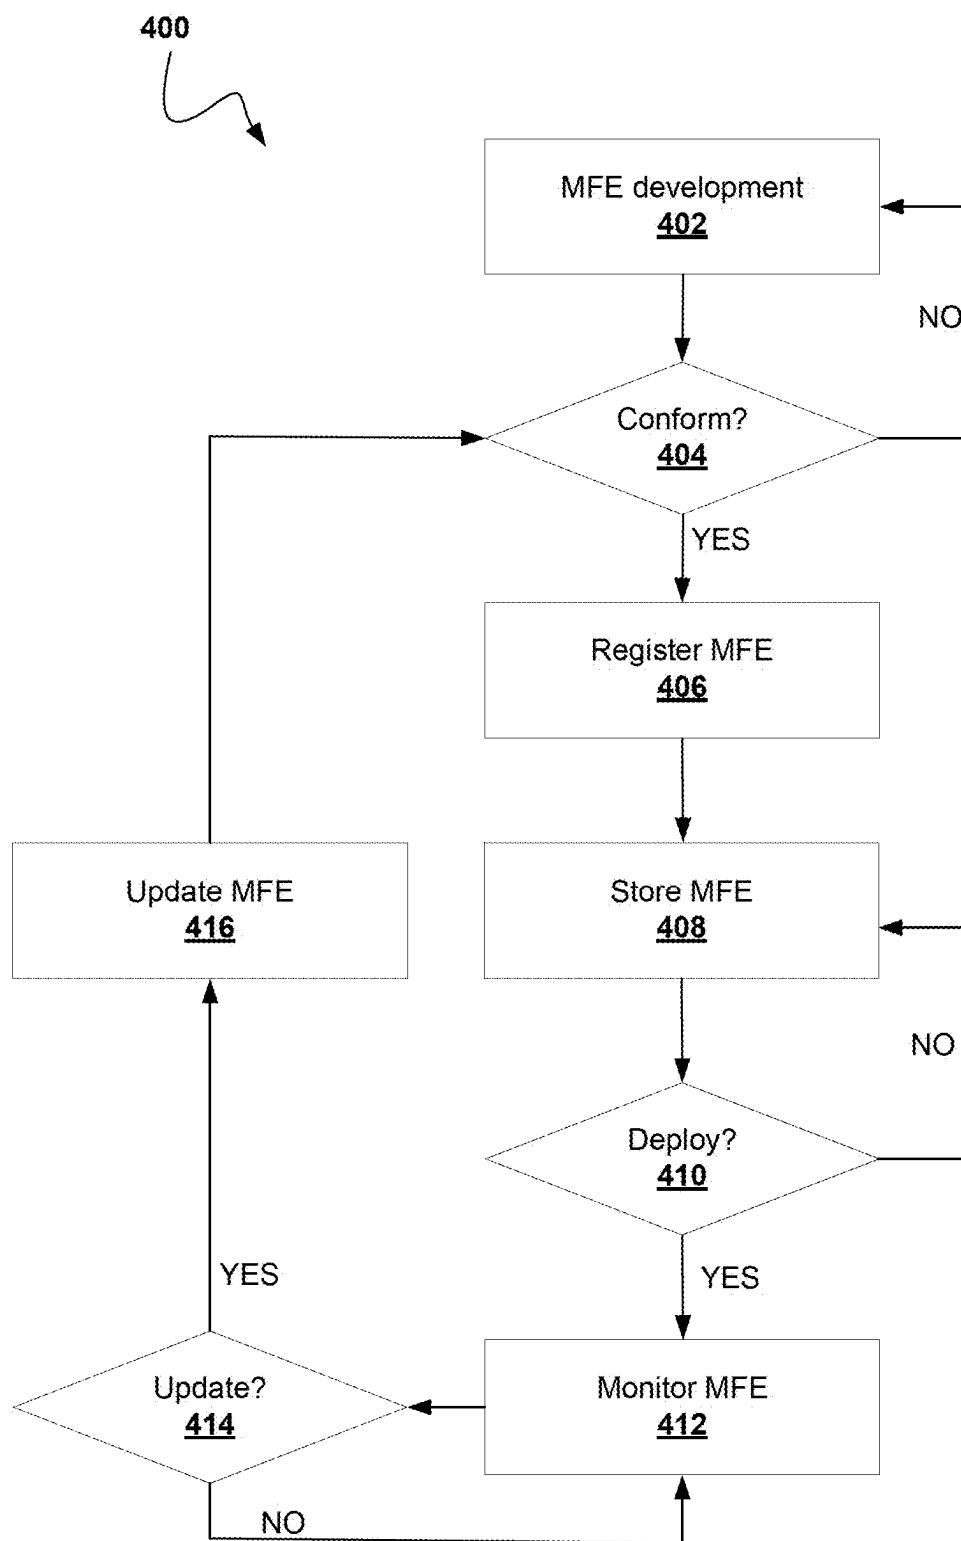 400
MFE development
402
NO
Conform?
404
YES
Register MFE
406
Update MFE
416
Store MFE
408
NO
Deploy?
410
YES
YES
Update?
414
Monitor MFE
412
NO